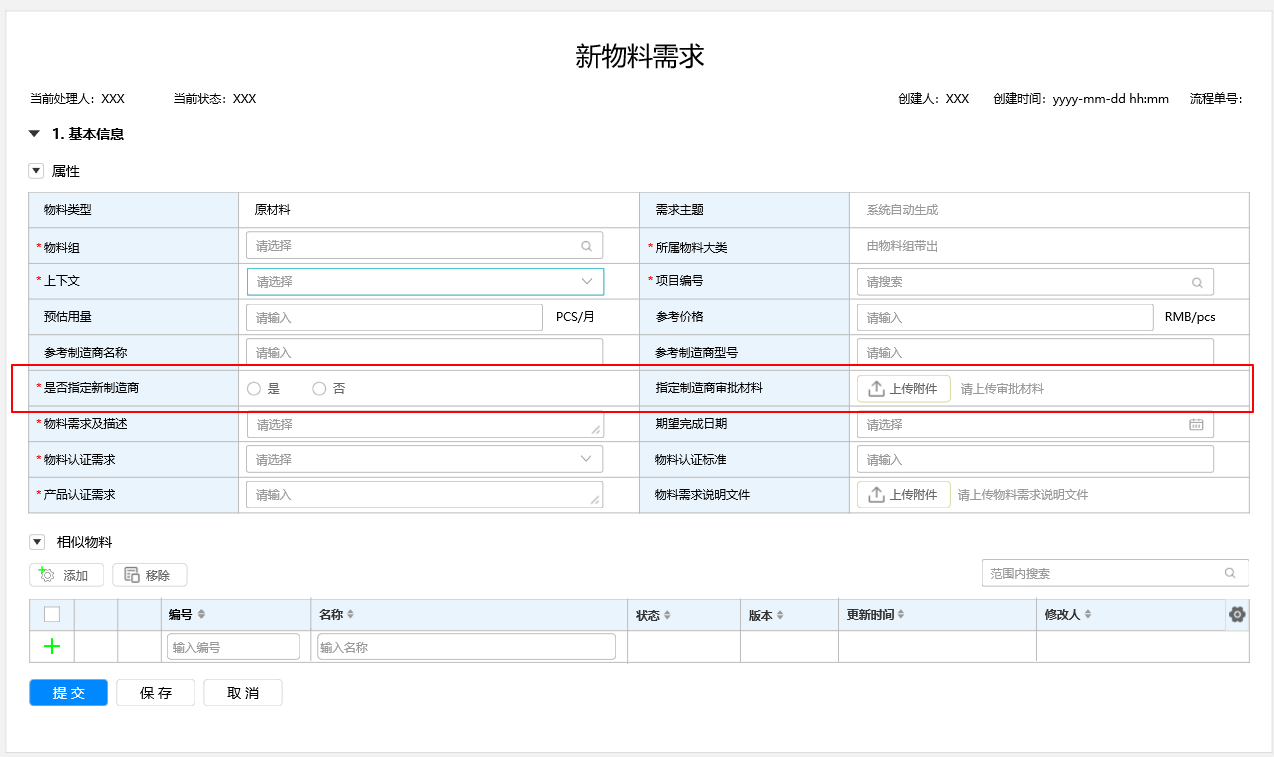 新物料需求
当前处理人：XXX 当前状态：XXX 创建人：XXX 创建时间：yyyy-mm-dd hh:mm 流程单号：
1. 基本信息
属性
物料类型 原材料 需求主题 系统自动生成
*物料组 请选择 *所属物料大类 由物料组带出
*上下文 请选择 *项目编号 请搜索
预估用量 请输入 PCS/月 参考价格 请输入 RMB/pcs
参考制造商名称 请输入 参考制造商型号 请输入
*是否指定新制造商 是 否 指定制造商审批材料 上传附件 请上传审批材料
*物料需求及描述 请选择 期望完成日期 请选择
*物料认证需求 请选择 物料认证标准 请输入
*产品认证需求 请输入 物料需求说明文件 上传附件 请上传物料需求说明文件
相似物料
添加 移除 范围内搜索
编号 名称 状态 版本 更新时间 修改人
输入编号 输入名称
提交 保存 取消